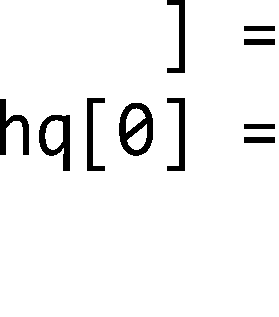 ] =
hq[0] =